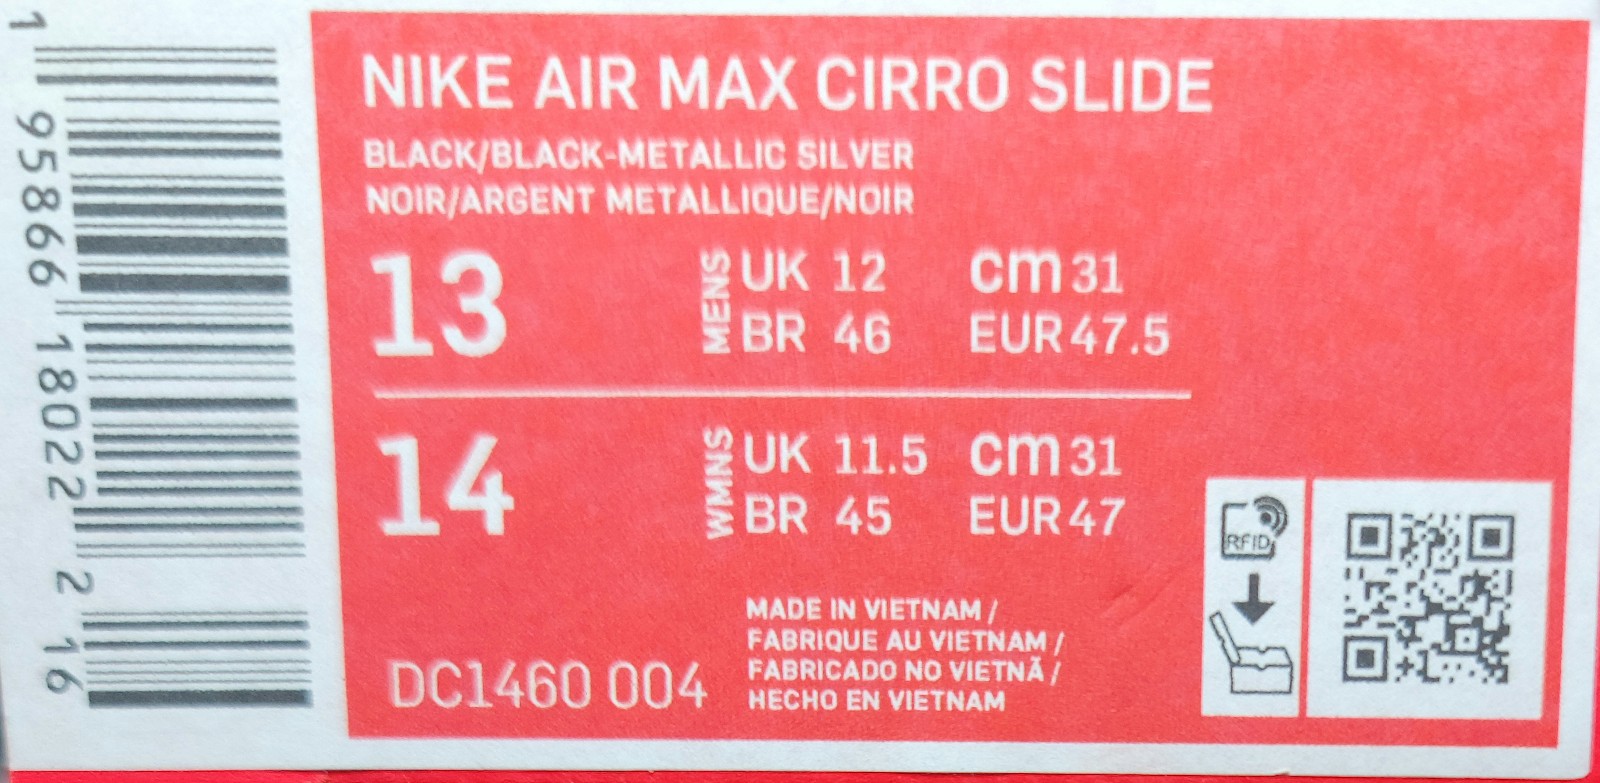 NIKE AIR MAX CIRRO SLIDE
BLACK/BLACK-METALLIC SILVER
NOIR/ARGENT METALLIQUE/NOIR
13 MENS UK 12 cm 31
BR 46 EUR 47.5
14 WMNS UK 11.5 cm 31
BR 45 EUR 47
MADE IN VIETNAM /
FABRIQUE AU VIETNAM /
FABRICADO NO VIETNÃ /
HECHO EN VIETNAM
DC1460 004
RFID
1 95866 18022 2 16